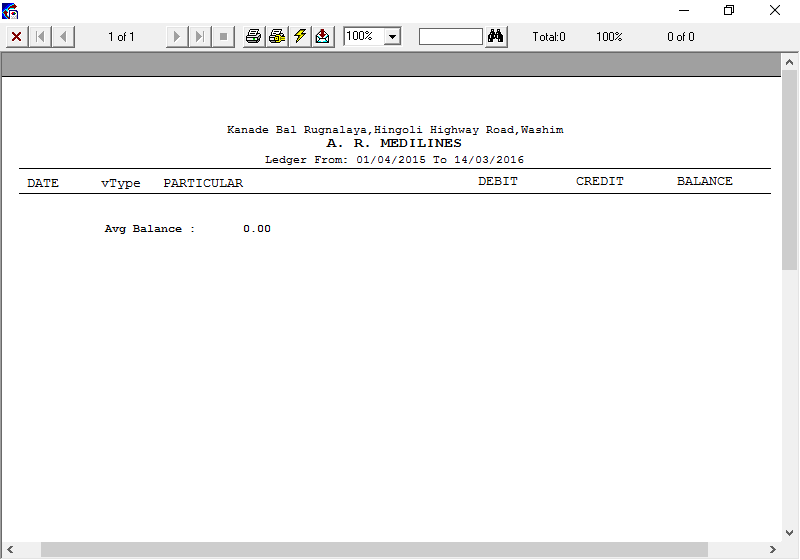 1 of 1 100% Total:0 100% 0 of 0
Kanade Bal Rugnalaya,Hingoli Highway Road,Washim
A. R. MEDILINES
Ledger From: 01/04/2015 To 14/03/2016
DATE vType PARTICULAR DEBIT CREDIT BALANCE
Avg Balance : 0.00